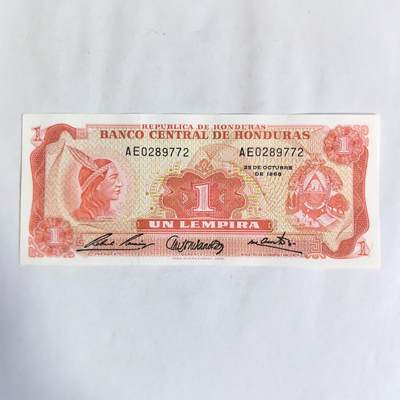 REPUBLICA DE HONDURAS
1 BANCO CENTRAL DE HONDURAS 1
AE0289772 AE0289772
25 DE OCTUBRE
DE 1968
1
UN LEMPIRA
1 1